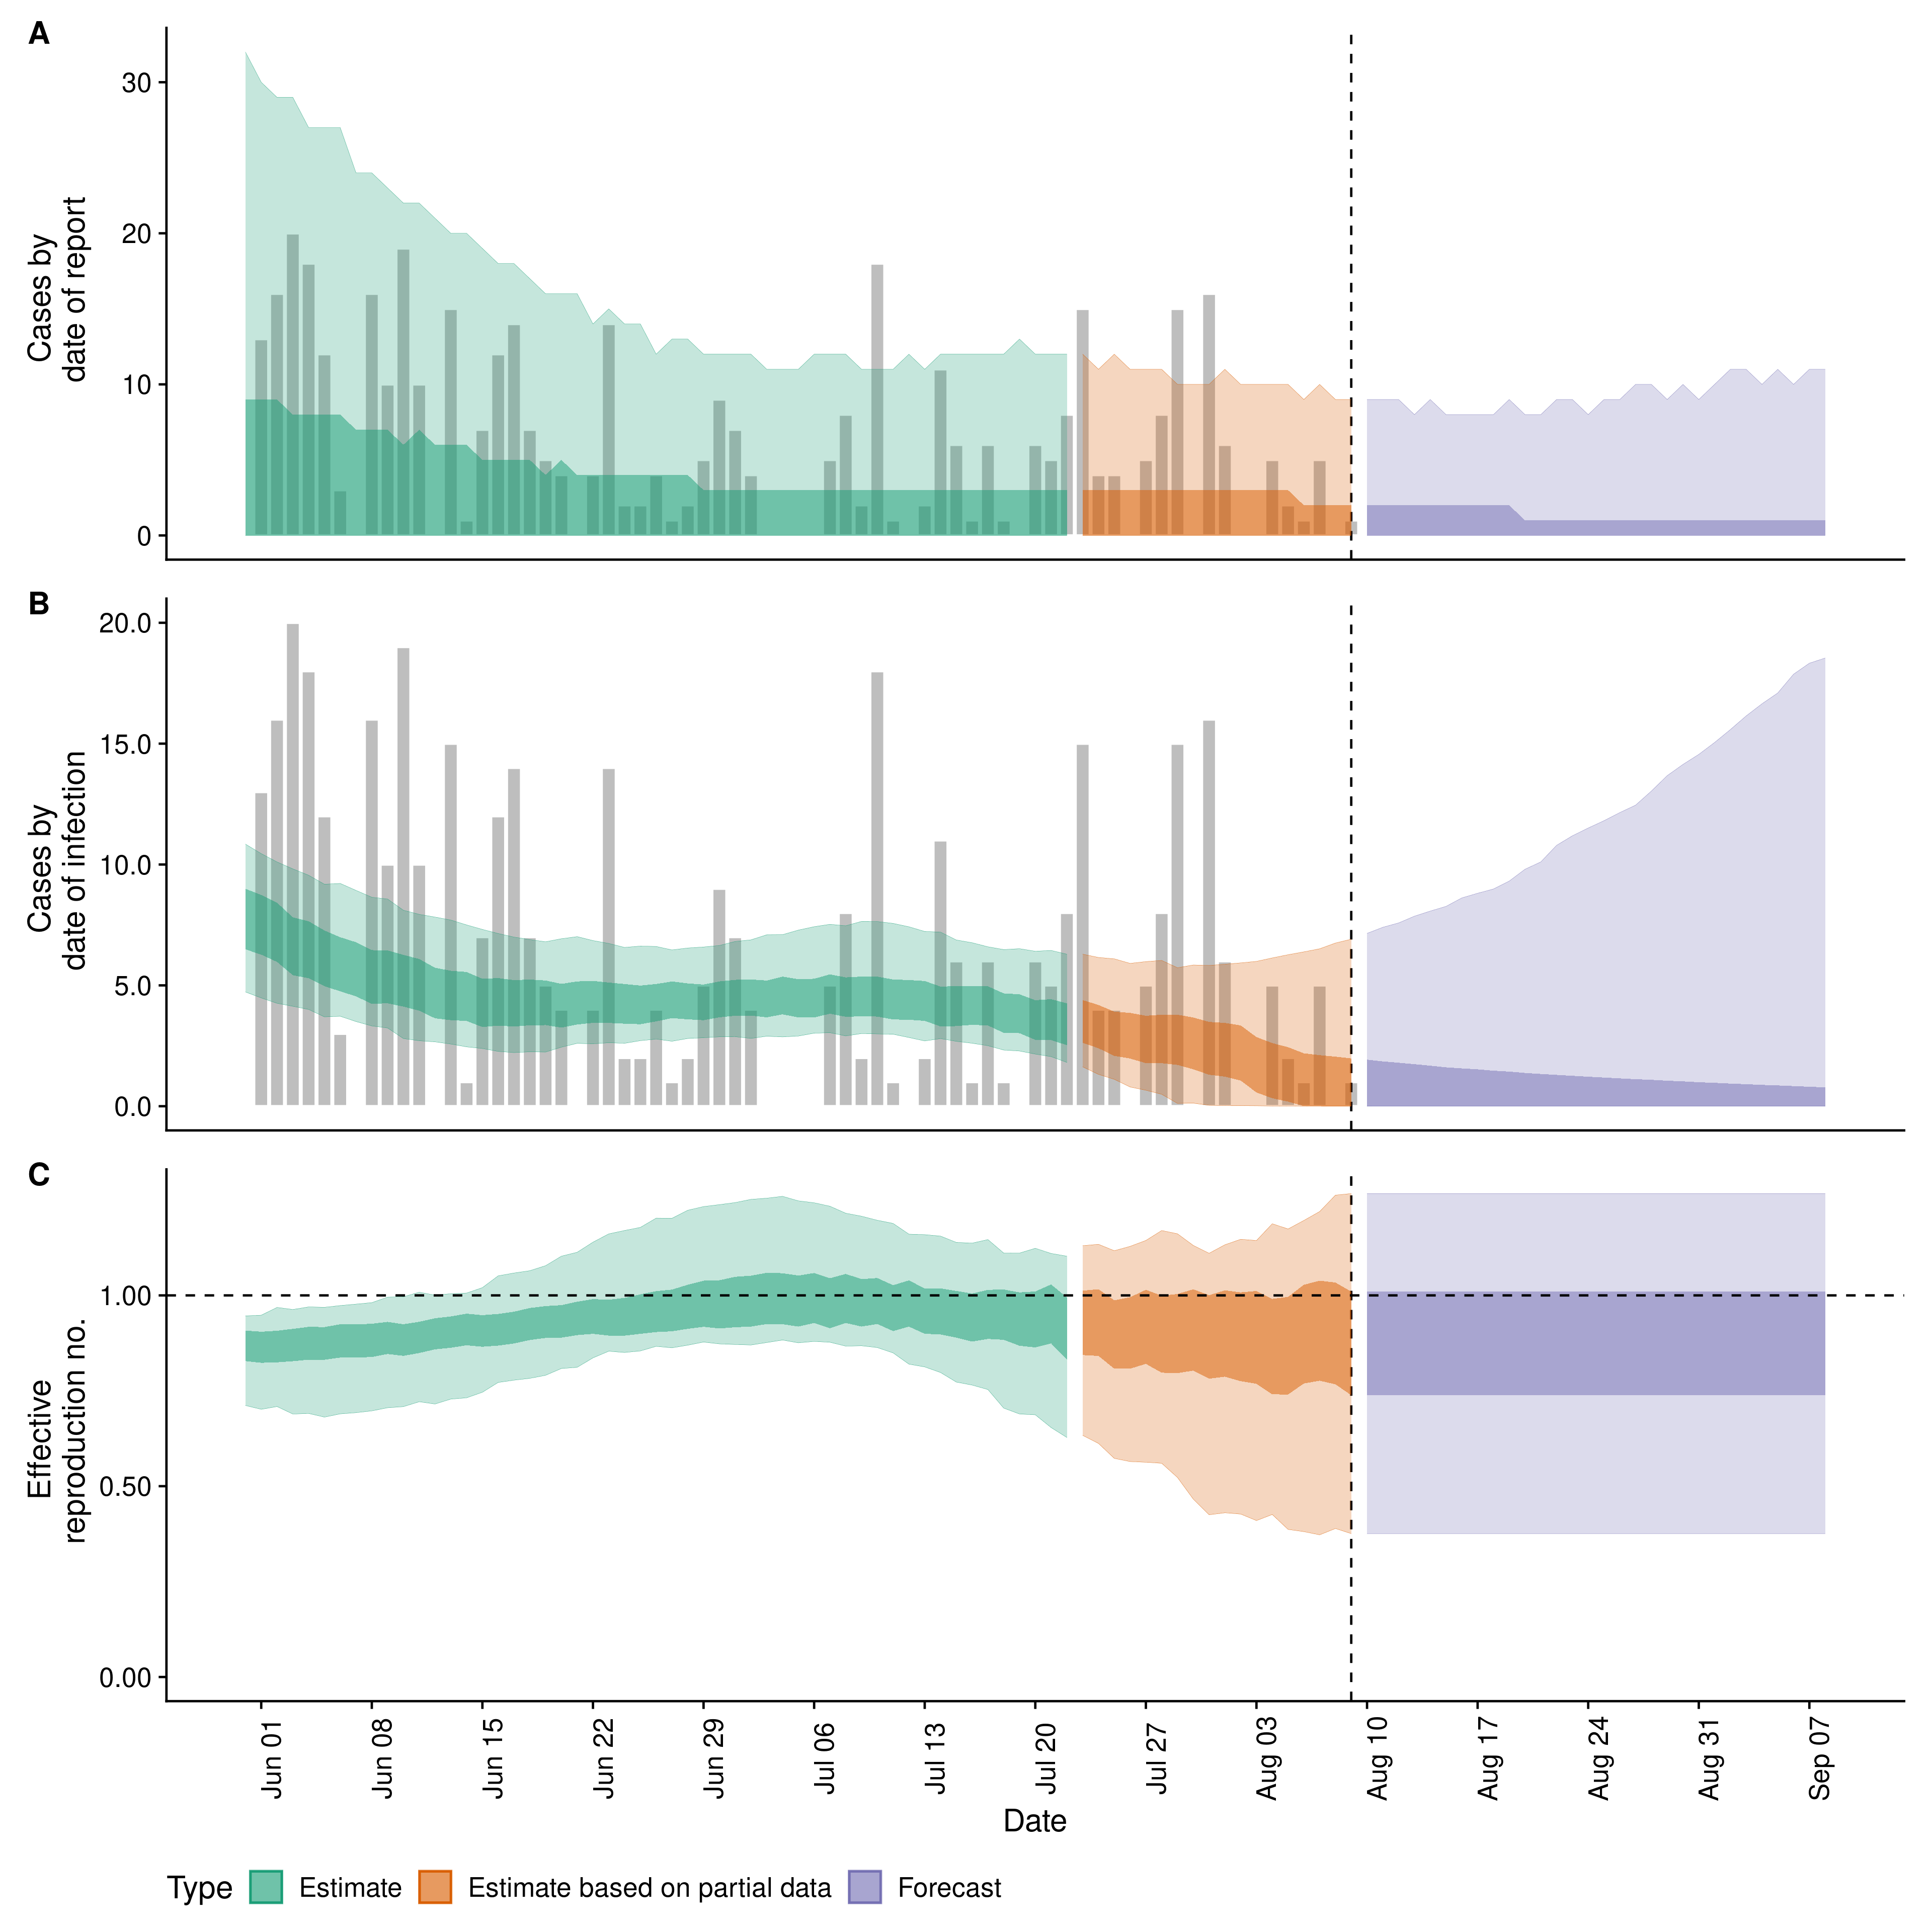 A
30
20
10
0
Cases by
date of report
B
20.0
15.0
10.0
5.0
0.0
Cases by
date of infection
C
1.00
0.50
0.00
Effective
reproduction no.
Jun 01
Jun 08
Jun 15
Jun 22
Jun 29
Jul 06
Jul 13
Jul 20
Jul 27
Aug 03
Aug 10
Aug 17
Aug 24
Aug 31
Sep 07
Date
Type Estimate Estimate based on partial data Forecast